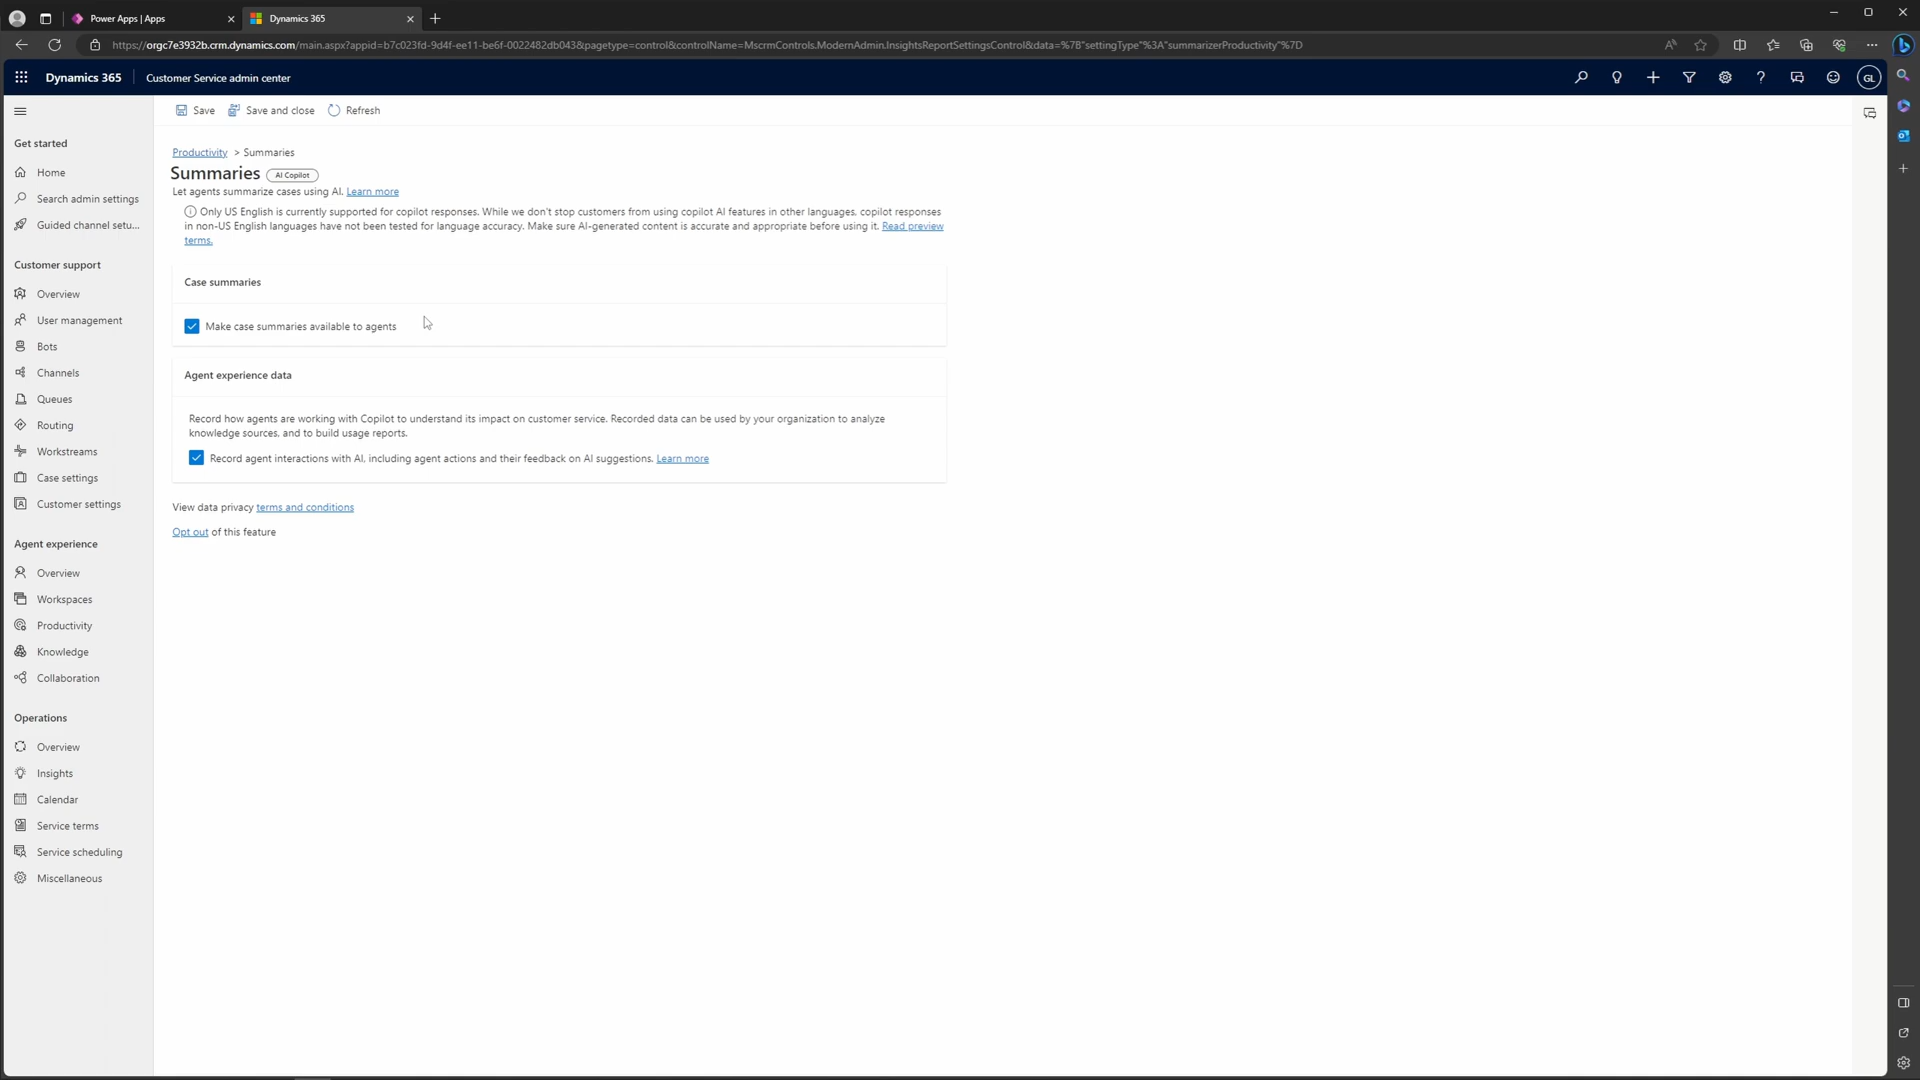 Power Apps | Apps
Dynamics 365
https://orgc7e3932b.crm.dynamics.com/main.aspx?appid=b7c023fd-9d4f-ee11-be6f-0022482db043&pagetype=control&controlName=MscrmControls.ModernAdmin.InsightsReportSettingsControl&data=%7B"settingType"%3A"summarizerProductivity"%7D
Dynamics 365
Customer Service admin center
GL
Save
Save and close
Refresh
Get started
Home
Search admin settings
Guided channel setu...
Customer support
Overview
User management
Bots
Channels
Queues
Routing
Workstreams
Case settings
Customer settings
Agent experience
Overview
Workspaces
Productivity
Knowledge
Collaboration
Operations
Overview
Insights
Calendar
Service terms
Service scheduling
Miscellaneous
Productivity > Summaries
Summaries AI Copilot
Let agents summarize cases using AI. Learn more
Only US English is currently supported for copilot responses. While we don't stop customers from using copilot AI features in other languages, copilot responses
in non-US English languages have not been tested for language accuracy. Make sure AI-generated content is accurate and appropriate before using it. Read preview
terms.
Case summaries
Make case summaries available to agents
Agent experience data
Record how agents are working with Copilot to understand its impact on customer service. Recorded data can be used by your organization to analyze
knowledge sources, and to build usage reports.
Record agent interactions with AI, including agent actions and their feedback on AI suggestions. Learn more
View data privacy terms and conditions
Opt out of this feature